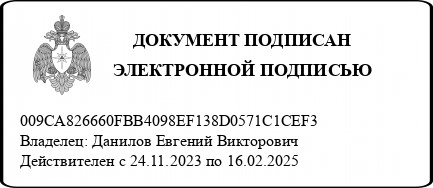 ДОКУМЕНТ ПОДПИСАН
ЭЛЕКТРОННОЙ ПОДПИСЬЮ
009CA826660FBB4098EF138D0571C1CEF3
Владелец: Данилов Евгений Викторович
Действителен с 24.11.2023 по 16.02.2025